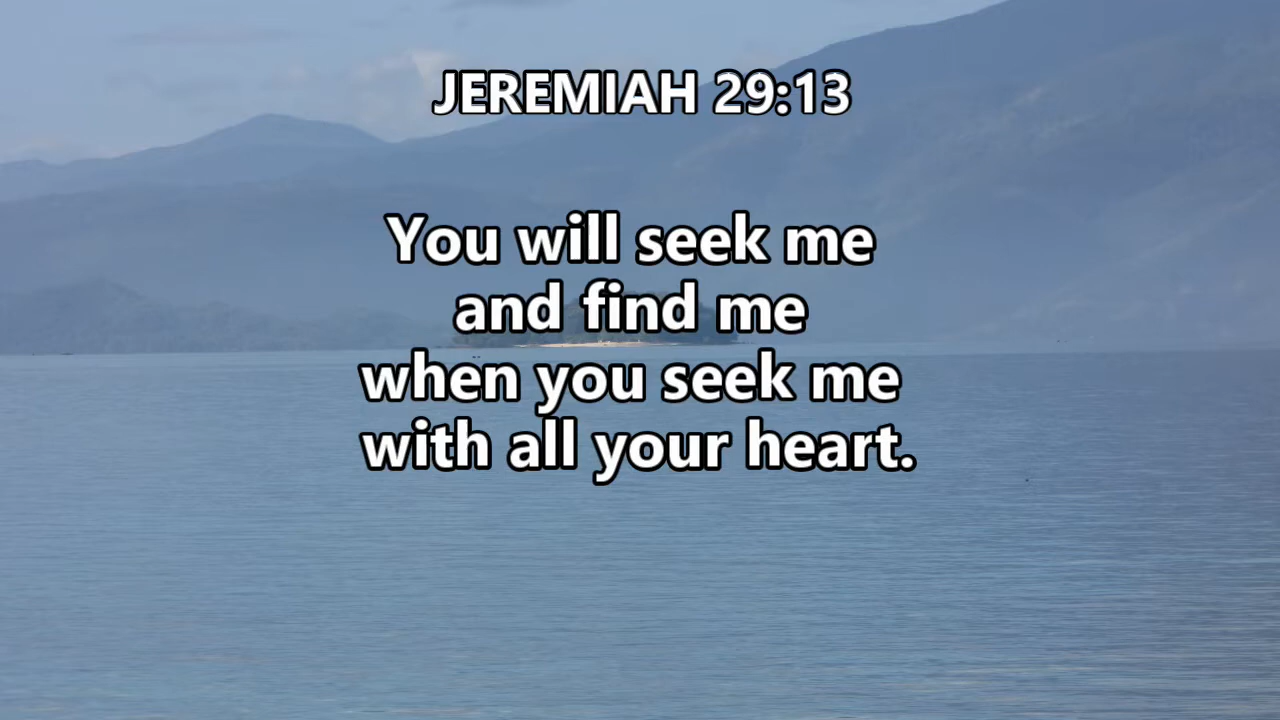 JEREMIAH 29:13
You will seek me
and find me
when you seek me
with all your heart.